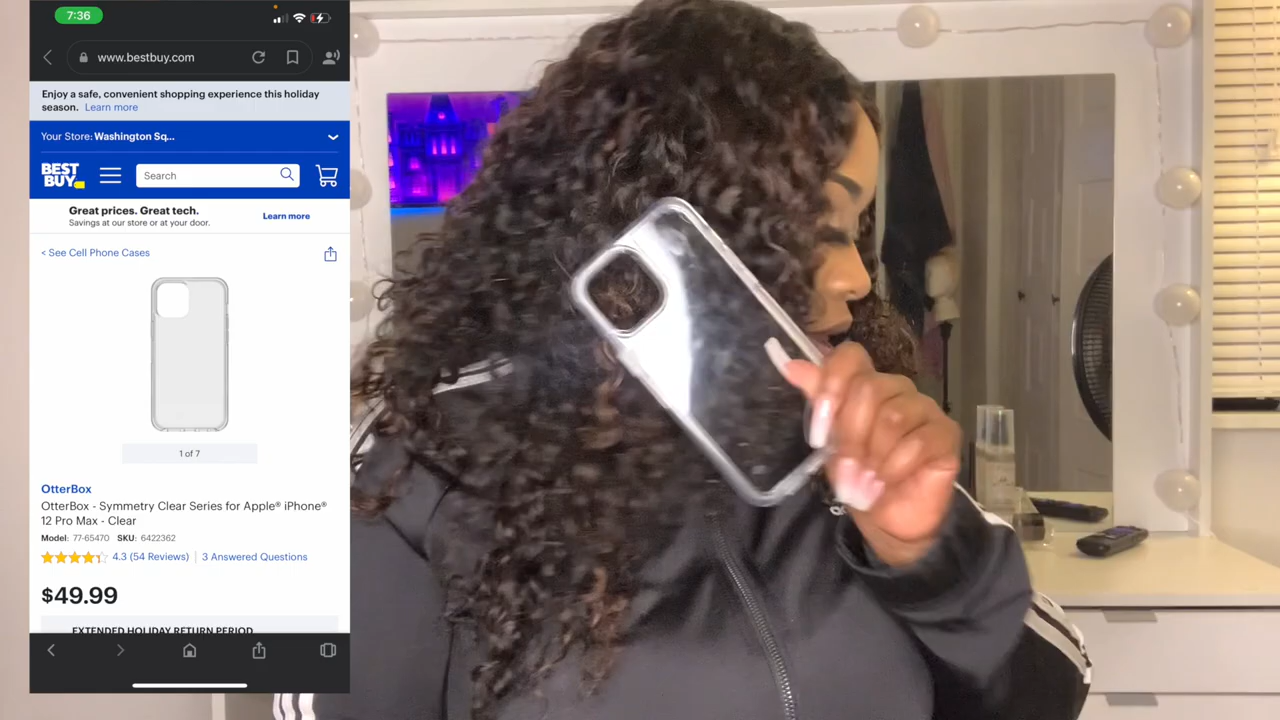 7:36
www.bestbuy.com
Enjoy a safe, convenient shopping experience this holiday
season. Learn more
Your Store: Washington Sq...
BEST
BUY
Search
Great prices. Great tech.
Savings at our store or at your door.
Learn more
< See Cell Phone Cases
1 of 7
OtterBox
OtterBox - Symmetry Clear Series for Apple® iPhone®
12 Pro Max - Clear
Model: 77-65470 SKU: 6422362
4.3 (54 Reviews) 3 Answered Questions
$49.99
EXTENDED HOLIDAY RETURN PERIOD